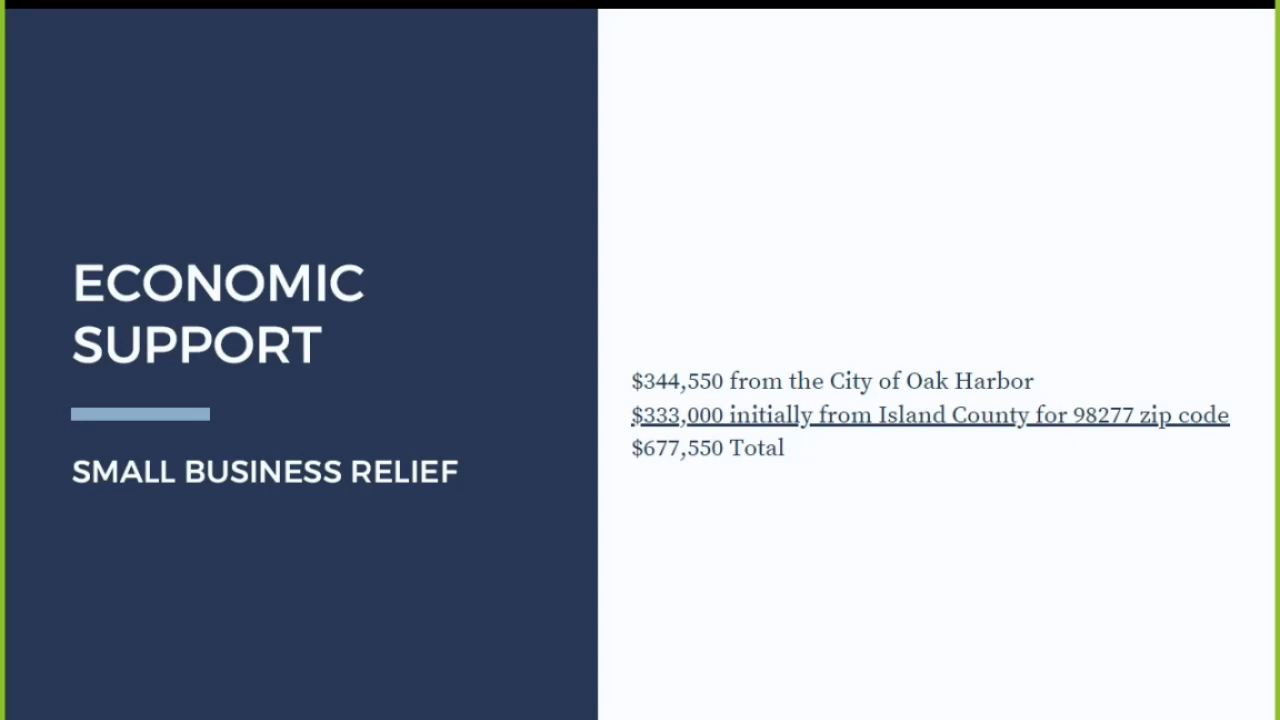 ECONOMIC
SUPPORT
SMALL BUSINESS RELIEF
$344,550 from the City of Oak Harbor
$333,000 initially from Island County for 98277 zip code
$677,550 Total